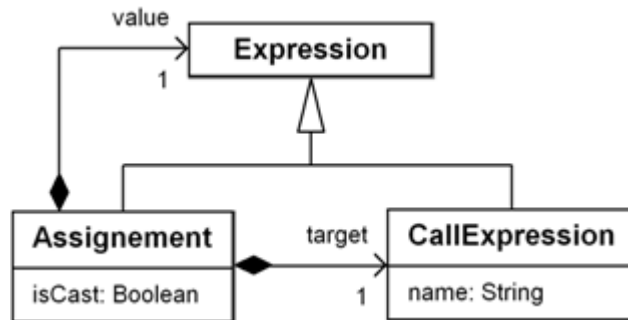 value
1
Expression
Assignement
isCast: Boolean
target
1
CallExpression
name: String